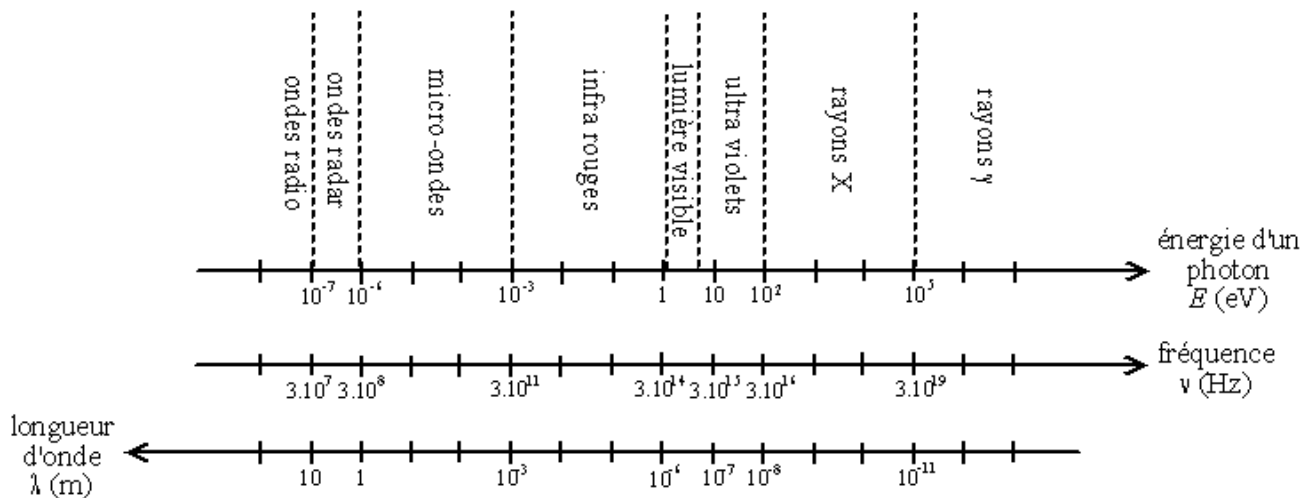 ondes radio
ondes radar
micro-ondes
infra rouges
lumière visible
ultra violets
rayons X
rayons γ
énergie d'un
photon
E (eV)
10⁻⁷ 10⁻⁶ 10⁻³ 1 10 10² 10⁵
fréquence
ν (Hz)
3.10⁷ 3.10⁸ 3.10¹¹ 3.10¹⁴ 3.10¹⁵ 3.10¹⁶ 3.10¹⁹
longueur
d'onde
λ (m)
10 1 10⁻³ 10⁻⁶ 10⁻⁷ 10⁻⁸ 10⁻¹¹